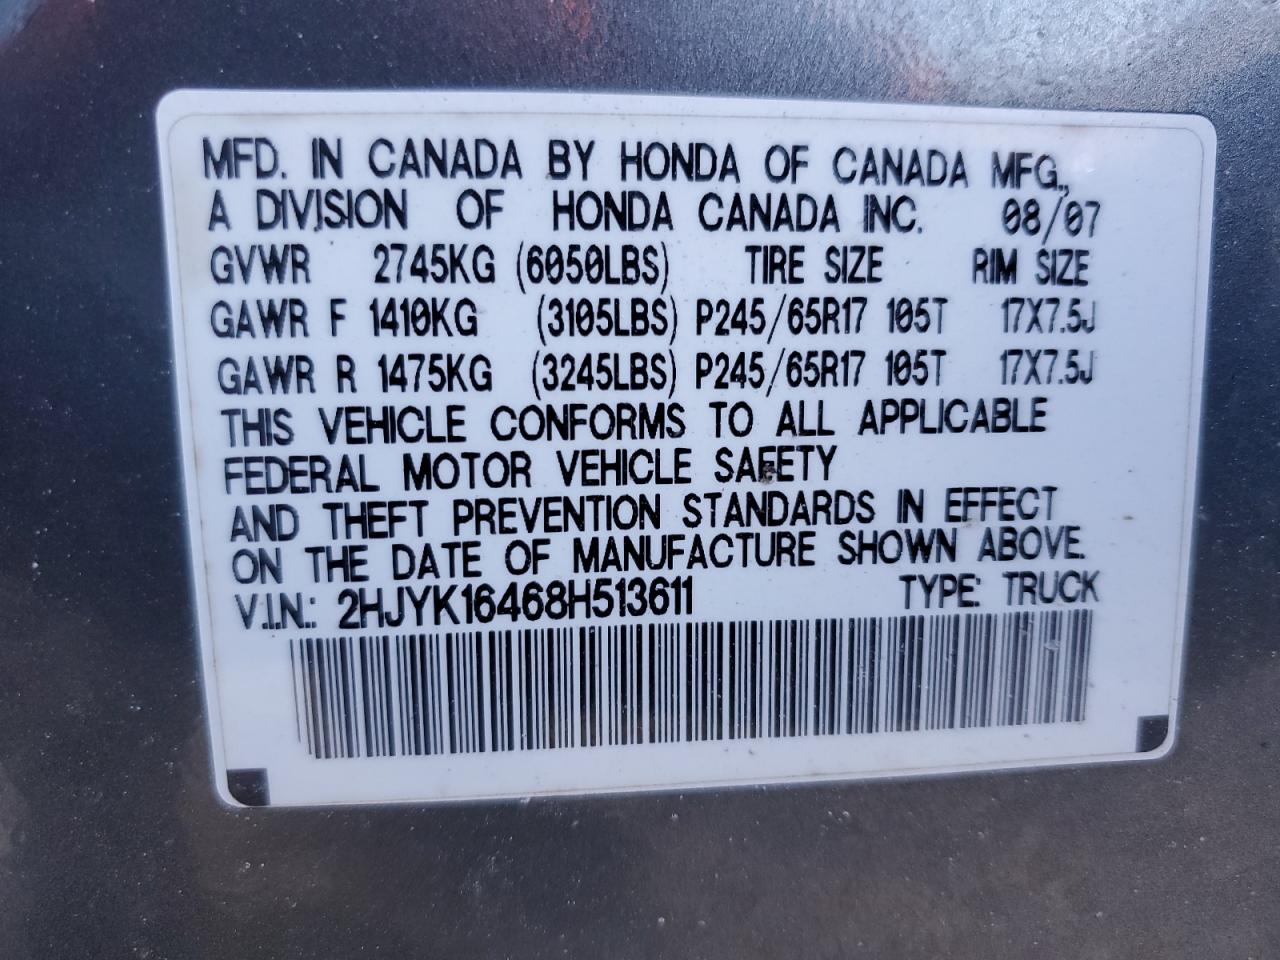 MFD. IN CANADA BY HONDA OF CANADA MFG.,
A DIVISION OF HONDA CANADA INC. 08/07
GVWR 2745KG (6050LBS) TIRE SIZE RIM SIZE
GAWR F 1410KG (3105LBS) P245/65R17 105T 17X7.5J
GAWR R 1475KG (3245LBS) P245/65R17 105T 17X7.5J
THIS VEHICLE CONFORMS TO ALL APPLICABLE
FEDERAL MOTOR VEHICLE SAFETY
AND THEFT PREVENTION STANDARDS IN EFFECT
ON THE DATE OF MANUFACTURE SHOWN ABOVE.
V.I.N.: 2HJYK16468H513611 TYPE: TRUCK